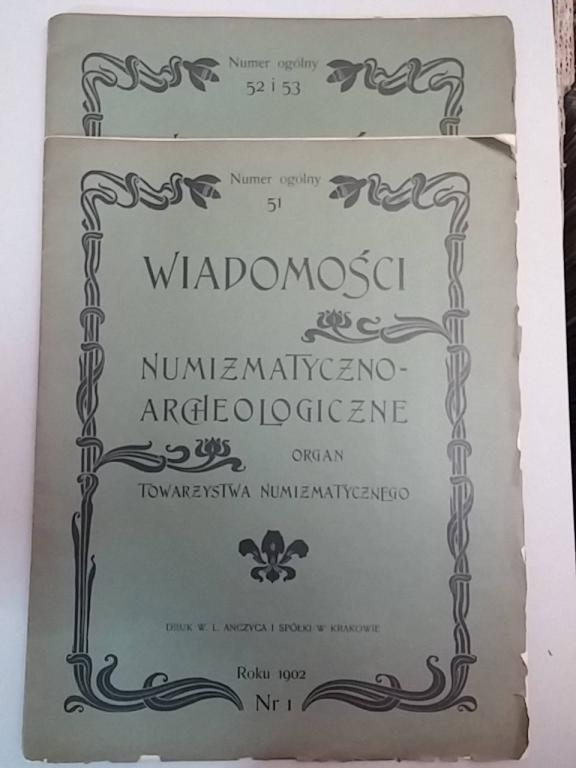 Numer ogólny
52 i 53
Numer ogólny
51
WIADOMOŚCI
NUMIZMATYCZNO-
ARCHEOLOGICZNE
ORGAN
TOWARZYSTWA NUMIZMATYCZNEGO
DRUK W. L. ANCZYCA I SPÓŁKI W KRAKOWIE
Roku 1902
Nr 1